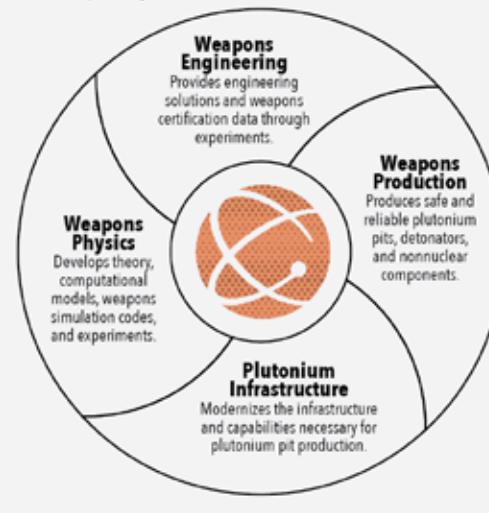 Weapons
Engineering
Provides engineering
solutions and weapons
certification data through
experiments.
Weapons
Production
Produces safe and
reliable plutonium
pits, detonators,
and nonnuclear
components.
Weapons
Physics
Develops theory,
computational
models, weapons
simulation codes,
and experiments.
Plutonium
Infrastructure
Modernizes the infrastructure
and capabilities necessary for
plutonium pit production.